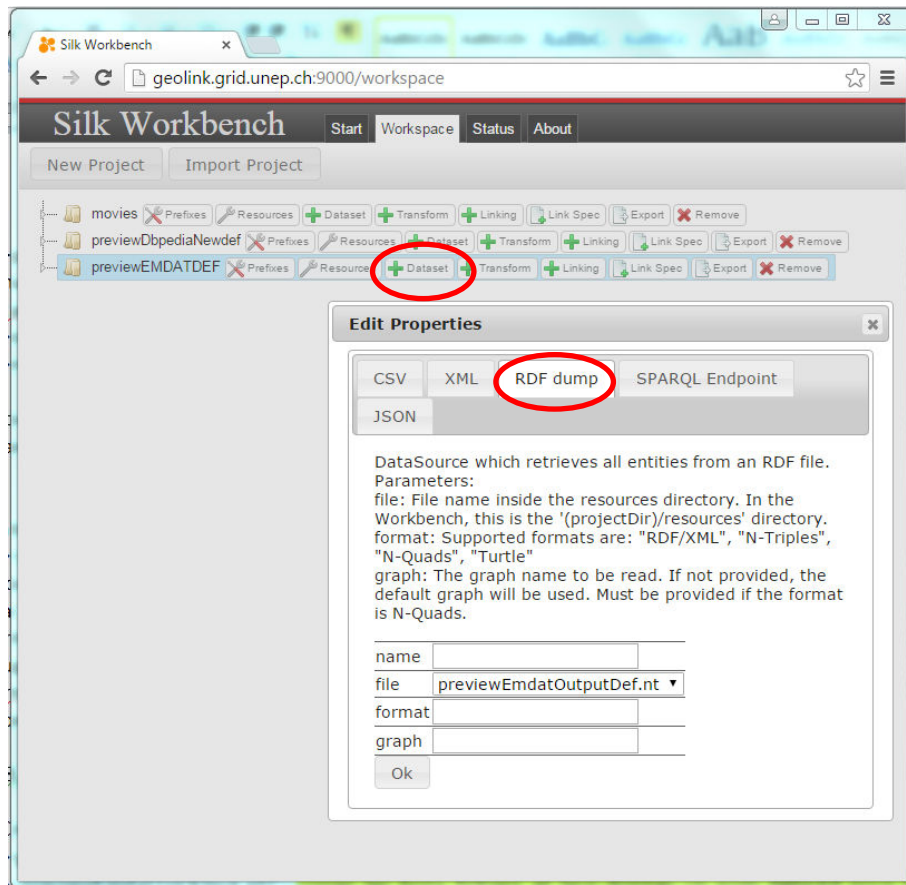 Silk Workbench
geolink.grid.unep.ch:9000/workspace
Silk Workbench Start Workspace Status About
New Project Import Project
movies Prefixes Resources Dataset Transform Linking Link Spec Export Remove
previewDbpediaNewdef Prefixes Resources Dataset Transform Linking Link Spec Export Remove
previewEMDATDEF Prefixes Resources Dataset Transform Linking Link Spec Export Remove
Edit Properties
CSV XML RDF dump SPARQL Endpoint
JSON
DataSource which retrieves all entities from an RDF file.
Parameters:
file: File name inside the resources directory. In the
Workbench, this is the '(projectDir)/resources' directory.
format: Supported formats are: "RDF/XML", "N-Triples",
"N-Quads", "Turtle"
graph: The graph name to be read. If not provided, the
default graph will be used. Must be provided if the format
is N-Quads.
name
file previewEmdatOutputDef.nt
format
graph
Ok